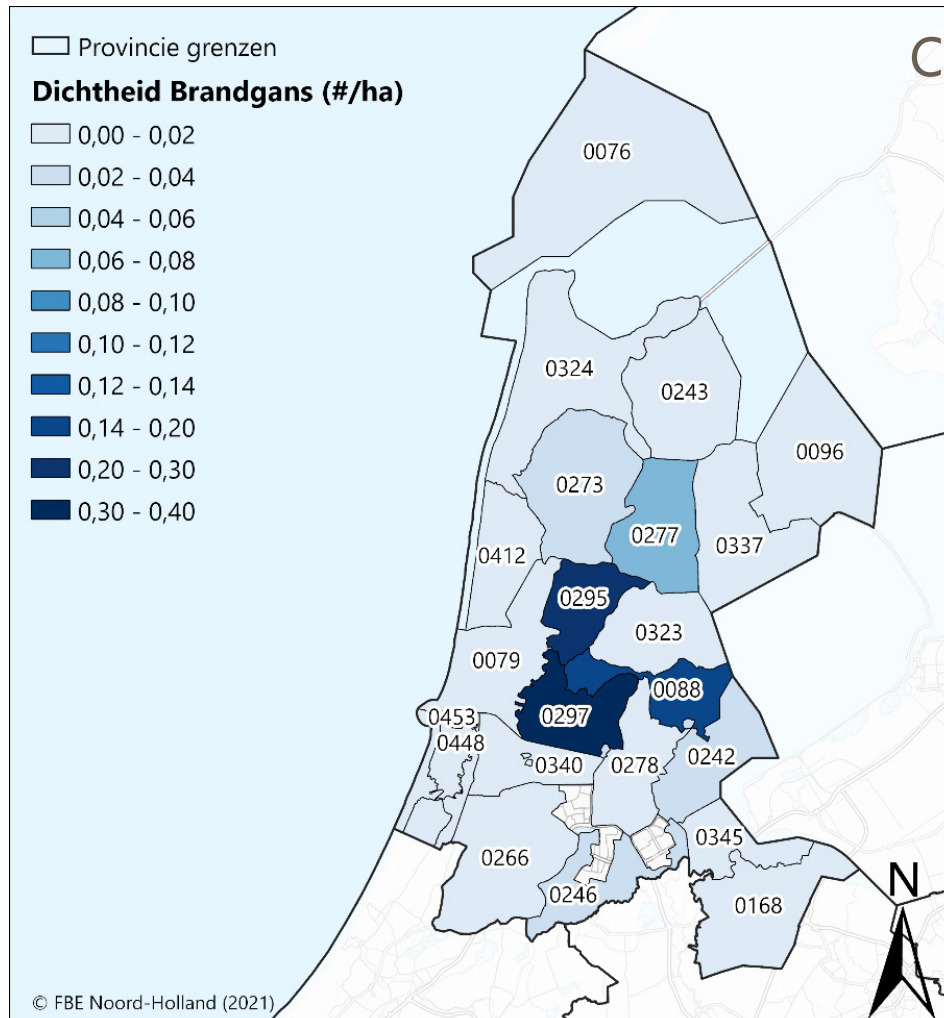 Provincie grenzen
Dichtheid Brandgans (#/ha)
0,00 - 0,02
0,02 - 0,04
0,04 - 0,06
0,06 - 0,08
0,08 - 0,10
0,10 - 0,12
0,12 - 0,14
0,14 - 0,20
0,20 - 0,30
0,30 - 0,40
C
0076
0324
0243
0096
0273
0277
0337
0412
0295
0323
0079
0088
0297
0453
0448
0242
0340
0278
0345
0266
0246
0168
N
© FBE Noord-Holland (2021)